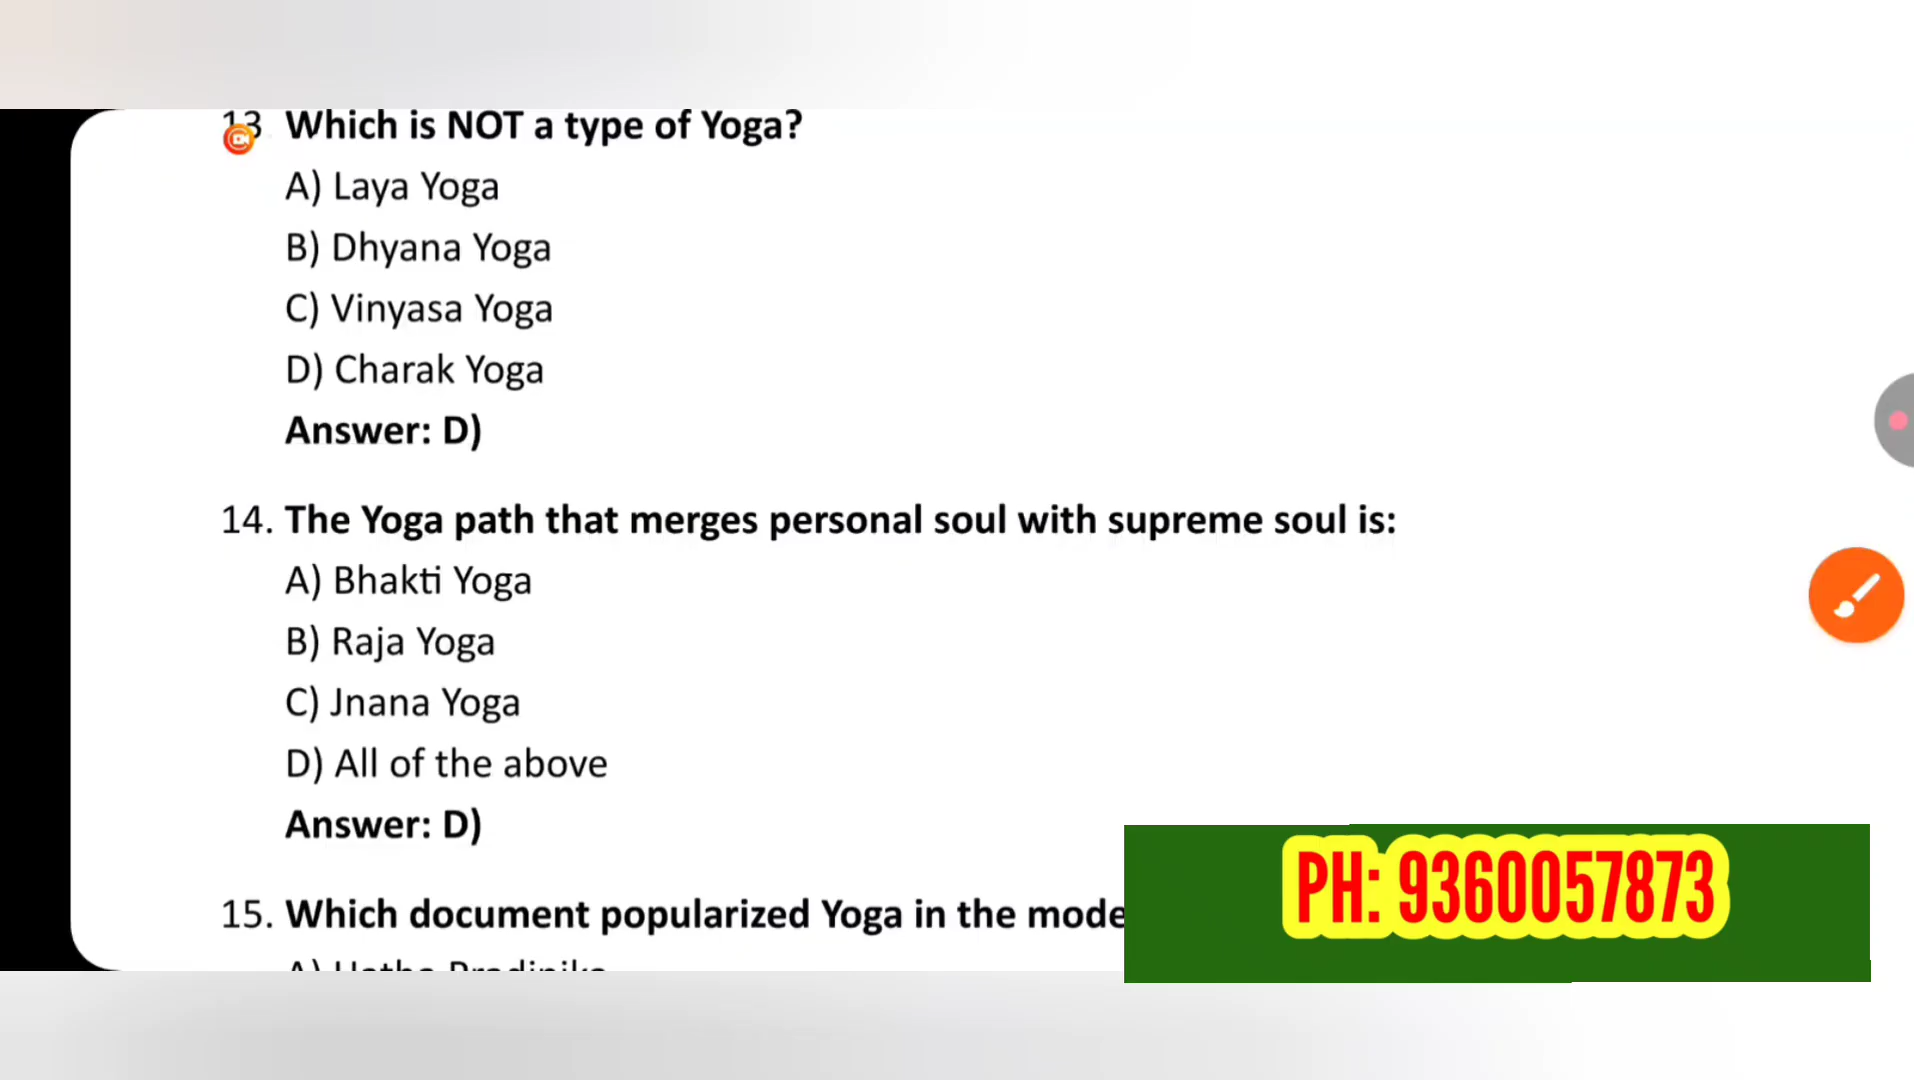 13. Which is NOT a type of Yoga?
A) Laya Yoga
B) Dhyana Yoga
C) Vinyasa Yoga
D) Charak Yoga
Answer: D)
14. The Yoga path that merges personal soul with supreme soul is:
A) Bhakti Yoga
B) Raja Yoga
C) Jnana Yoga
D) All of the above
Answer: D)
15. Which document popularized Yoga in the mode
PH: 9360057873